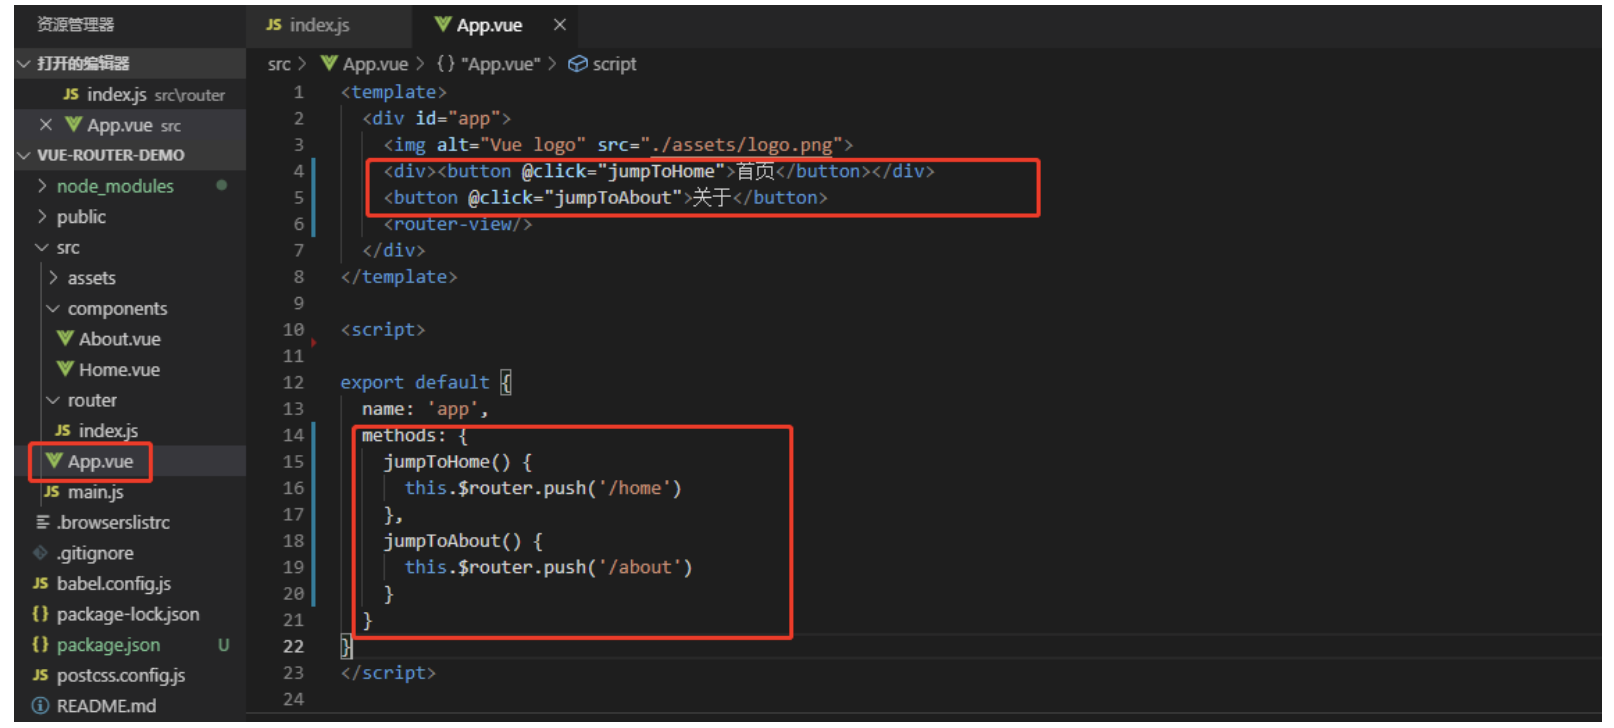 资源管理器
打开的编辑器
JS index.js src\router
App.vue src
VUE-ROUTER-DEMO
node_modules
public
src
assets
components
About.vue
Home.vue
router
JS index.js
App.vue
JS main.js
.browserslistrc
.gitignore
JS babel.config.js
{} package-lock.json
{} package.json U
JS postcss.config.js
README.md
JS index.js App.vue
src > App.vue > {} "App.vue" > script
1 <template>
2 <div id="app">
3 <img alt="Vue logo" src="./assets/logo.png">
4 <div><button @click="jumpToHome">首页</button></div>
5 <button @click="jumpToAbout">关于</button>
6 <router-view/>
7 </div>
8 </template>
9
10 <script>
11
12 export default {
13 name: 'app',
14 methods: {
15 jumpToHome() {
16 this.$router.push('/home')
17 },
18 jumpToAbout() {
19 this.$router.push('/about')
20 }
21 }
22 }
23 </script>
24